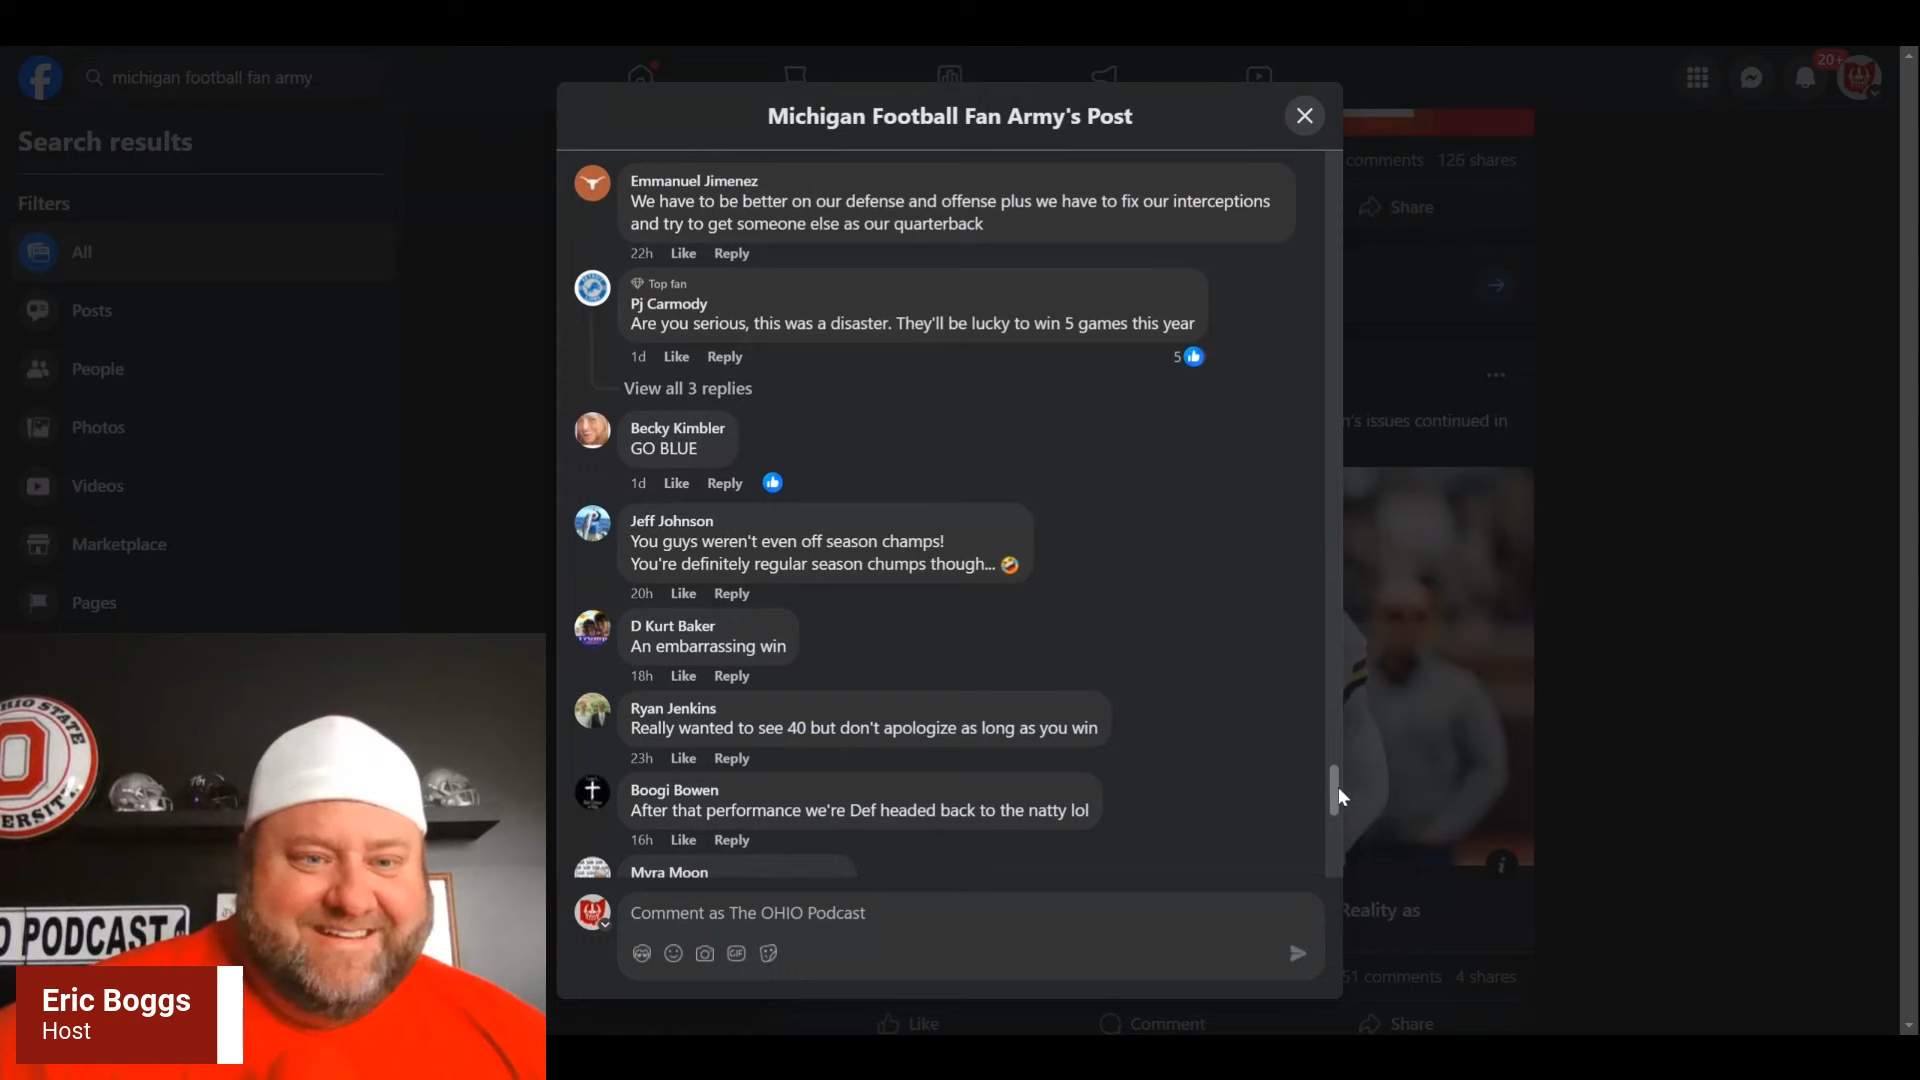 michigan football fan army
20+
Search results
Filters
All
Posts
People
Photos
Videos
Marketplace
Pages
Michigan Football Fan Army's Post
Emmanuel Jimenez
We have to be better on our defense and offense plus we have to fix our interceptions
and try to get someone else as our quarterback
22h Like Reply
Top fan
Pj Carmody
Are you serious, this was a disaster. They'll be lucky to win 5 games this year
1d Like Reply 5
View all 3 replies
Becky Kimbler
GO BLUE
1d Like Reply
Jeff Johnson
You guys weren't even off season champs!
You're definitely regular season chumps though... 🤣
20h Like Reply
D Kurt Baker
An embarrassing win
18h Like Reply
Ryan Jenkins
Really wanted to see 40 but don't apologize as long as you win
23h Like Reply
Boogi Bowen
After that performance we're Def headed back to the natty lol
16h Like Reply
Myra Moon
Comment as The OHIO Podcast
GIF
comments 126 shares
Share
n's issues continued in
Reality as
51 comments 4 shares
Like Comment Share
HIO STATE
ERSITY
O PODCAST
Eric Boggs
Host